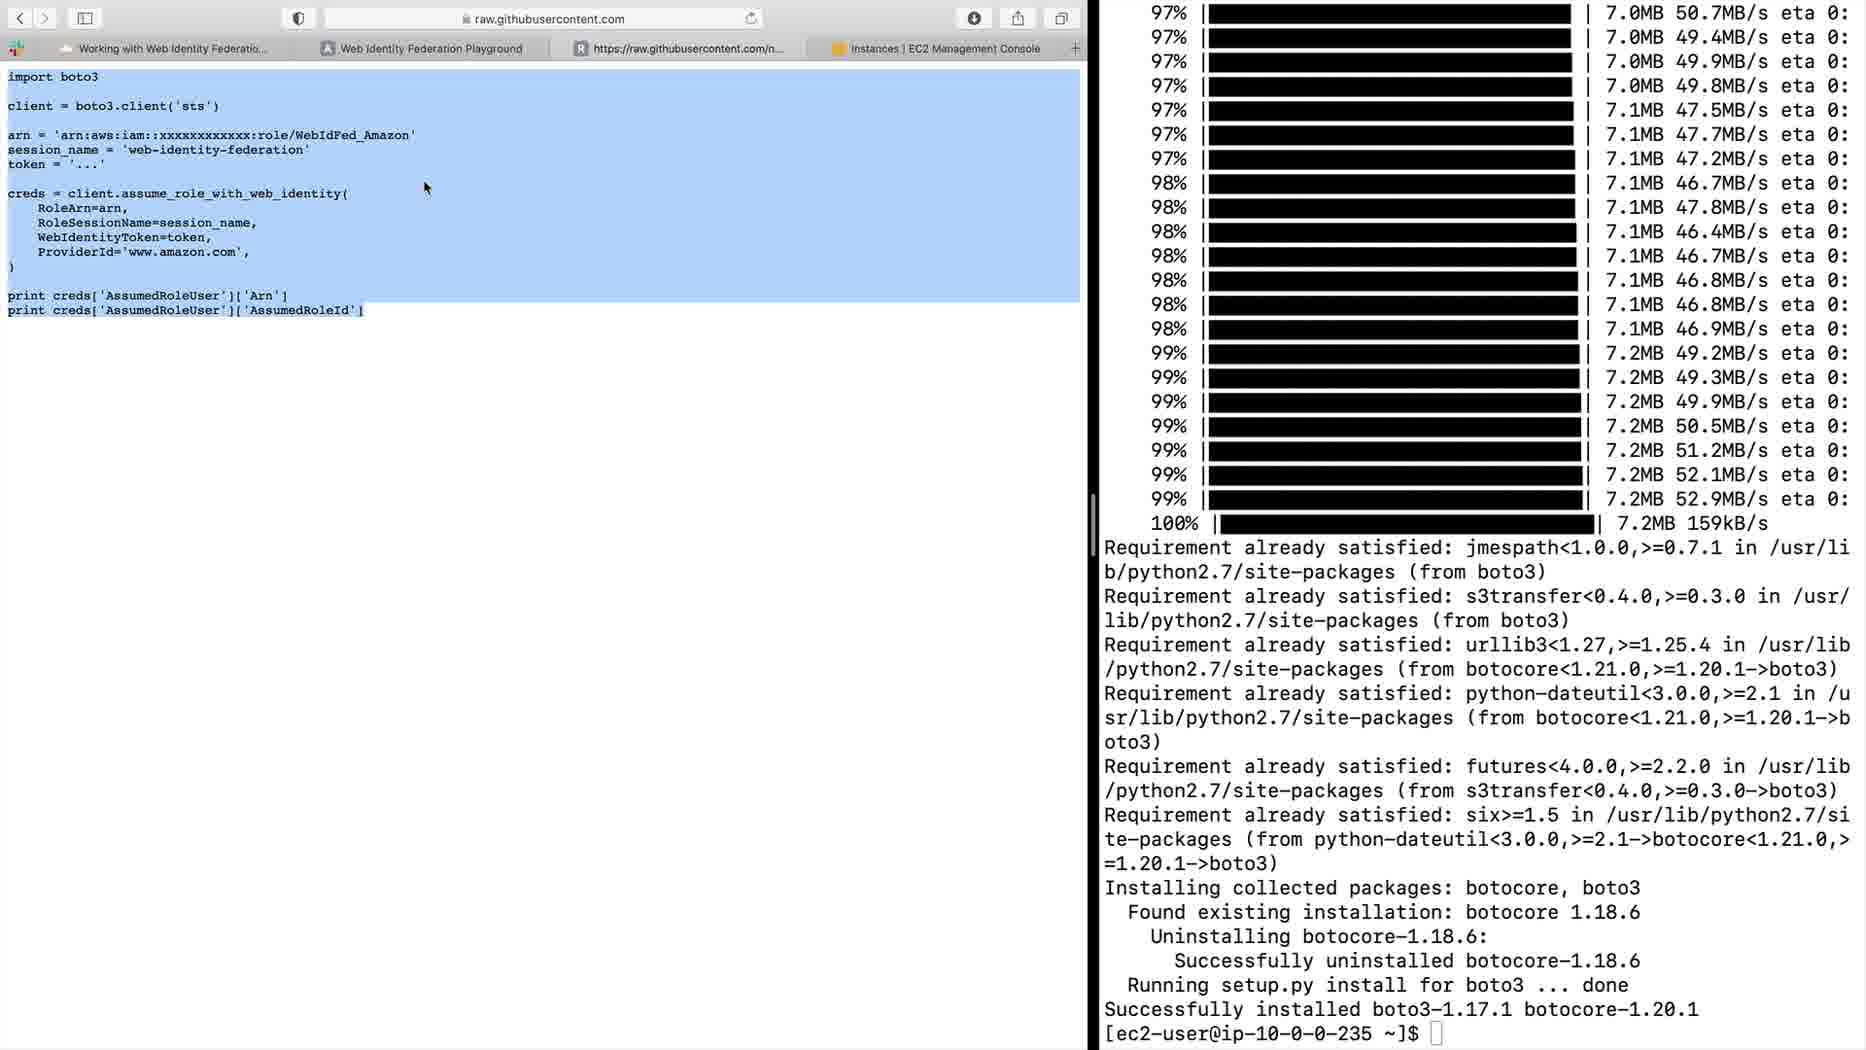 raw.githubusercontent.com
Working with Web Identity Federatio...
A Web Identity Federation Playground
R https://raw.githubusercontent.com/n...
Instances | EC2 Management Console
import boto3
client = boto3.client('sts')
arn = 'arn:aws:iam::xxxxxxxxxxxx:role/WebIdFed_Amazon'
session_name = 'web-identity-federation'
token = '...'
creds = client.assume_role_with_web_identity(
    RoleArn=arn,
    RoleSessionName=session_name,
    WebIdentityToken=token,
    ProviderId='www.amazon.com',
)
print creds['AssumedRoleUser']['Arn']
print creds['AssumedRoleUser']['AssumedRoleId']
97% | | 7.0MB 50.7MB/s eta 0:
97% | | 7.0MB 49.4MB/s eta 0:
97% | | 7.0MB 49.9MB/s eta 0:
97% | | 7.0MB 49.8MB/s eta 0:
97% | | 7.1MB 47.5MB/s eta 0:
97% | | 7.1MB 47.7MB/s eta 0:
97% | | 7.1MB 47.2MB/s eta 0:
98% | | 7.1MB 46.7MB/s eta 0:
98% | | 7.1MB 47.8MB/s eta 0:
98% | | 7.1MB 46.4MB/s eta 0:
98% | | 7.1MB 46.7MB/s eta 0:
98% | | 7.1MB 46.8MB/s eta 0:
98% | | 7.1MB 46.8MB/s eta 0:
98% | | 7.1MB 46.9MB/s eta 0:
99% | | 7.2MB 49.2MB/s eta 0:
99% | | 7.2MB 49.3MB/s eta 0:
99% | | 7.2MB 49.9MB/s eta 0:
99% | | 7.2MB 50.5MB/s eta 0:
99% | | 7.2MB 51.2MB/s eta 0:
99% | | 7.2MB 52.1MB/s eta 0:
99% | | 7.2MB 52.9MB/s eta 0:
100% | | 7.2MB 159kB/s
Requirement already satisfied: jmespath<1.0.0,>=0.7.1 in /usr/li
b/python2.7/site-packages (from boto3)
Requirement already satisfied: s3transfer<0.4.0,>=0.3.0 in /usr/
lib/python2.7/site-packages (from boto3)
Requirement already satisfied: urllib3<1.27,>=1.25.4 in /usr/lib
/python2.7/site-packages (from botocore<1.21.0,>=1.20.1->boto3)
Requirement already satisfied: python-dateutil<3.0.0,>=2.1 in /u
sr/lib/python2.7/site-packages (from botocore<1.21.0,>=1.20.1->b
oto3)
Requirement already satisfied: futures<4.0.0,>=2.2.0 in /usr/lib
/python2.7/site-packages (from s3transfer<0.4.0,>=0.3.0->boto3)
Requirement already satisfied: six>=1.5 in /usr/lib/python2.7/si
te-packages (from python-dateutil<3.0.0,>=2.1->botocore<1.21.0,>
=1.20.1->boto3)
Installing collected packages: botocore, boto3
  Found existing installation: botocore 1.18.6
    Uninstalling botocore-1.18.6:
      Successfully uninstalled botocore-1.18.6
  Running setup.py install for boto3 ... done
Successfully installed boto3-1.17.1 botocore-1.20.1
[ec2-user@ip-10-0-0-235 ~]$